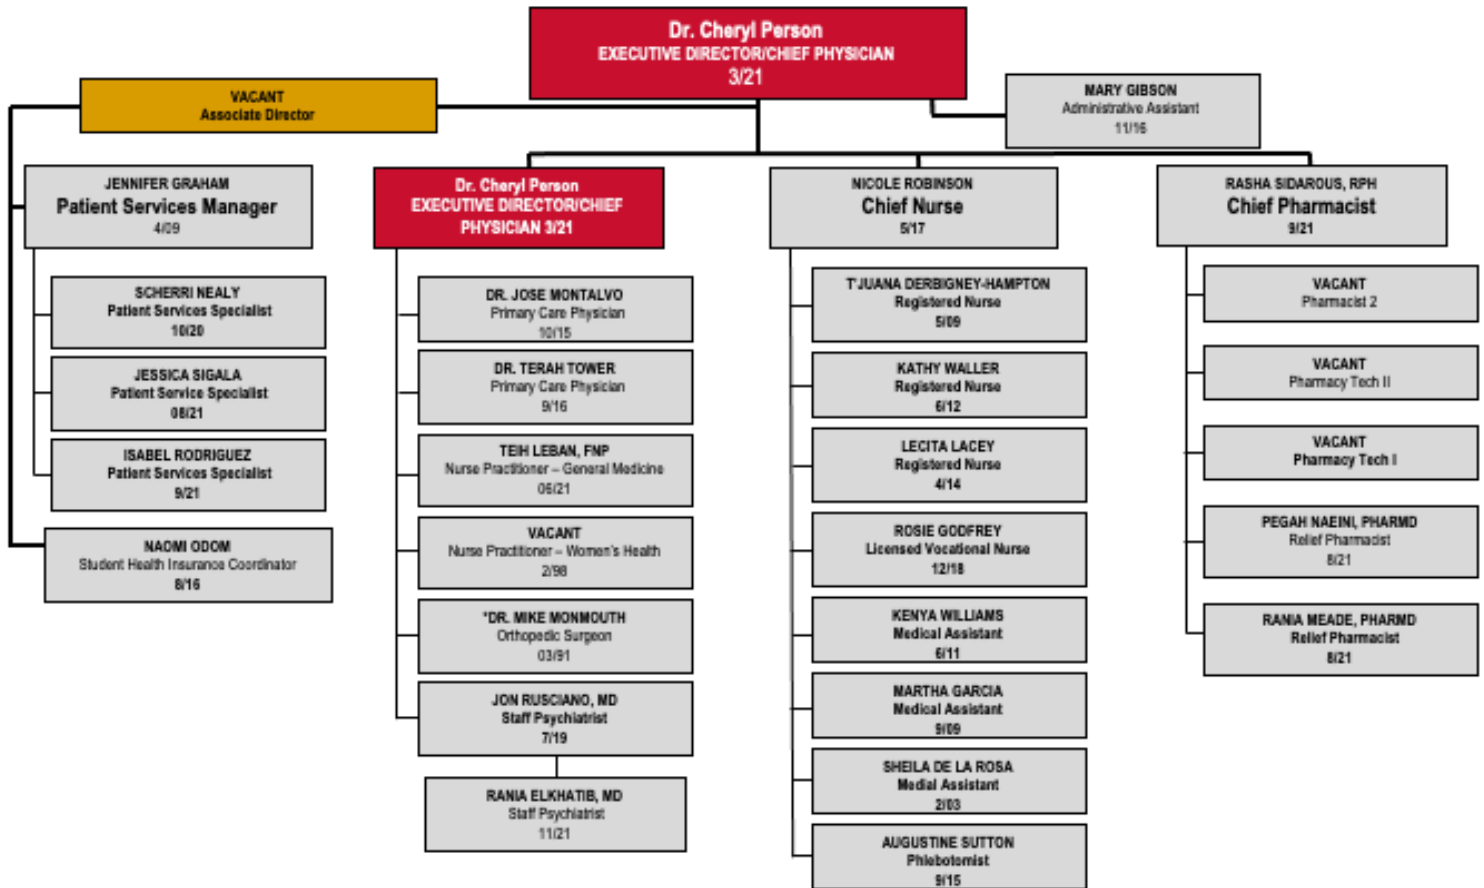 Dr. Cheryl Person
EXECUTIVE DIRECTOR/CHIEF PHYSICIAN
3/21
VACANT
Associate Director
MARY GIBSON
Administrative Assistant
11/16
JENNIFER GRAHAM
Patient Services Manager
4/09
SCHERRI NEALY
Patient Services Specialist
10/20
JESSICA SIGALA
Patient Service Specialist
08/21
ISABEL RODRIGUEZ
Patient Services Specialist
9/21
NAOMI ODOM
Student Health Insurance Coordinator
8/16
Dr. Cheryl Person
EXECUTIVE DIRECTOR/CHIEF
PHYSICIAN 3/21
DR. JOSE MONTALVO
Primary Care Physician
10/15
DR. TERAH TOWER
Primary Care Physician
9/16
TEIH LEBAN, FNP
Nurse Practitioner – General Medicine
06/21
VACANT
Nurse Practitioner – Women's Health
2/98
*DR. MIKE MONMOUTH
Orthopedic Surgeon
03/91
JON RUSCIANO, MD
Staff Psychiatrist
7/19
RANIA ELKHATIB, MD
Staff Psychiatrist
11/21
NICOLE ROBINSON
Chief Nurse
5/17
T'JUANA DERBIGNEY-HAMPTON
Registered Nurse
5/09
KATHY WALLER
Registered Nurse
6/12
LECITA LACEY
Registered Nurse
4/14
ROSIE GODFREY
Licensed Vocational Nurse
12/18
KENYA WILLIAMS
Medical Assistant
6/11
MARTHA GARCIA
Medical Assistant
9/09
SHEILA DE LA ROSA
Medial Assistant
2/03
AUGUSTINE SUTTON
Phlebotomist
9/15
RASHA SIDAROUS, RPH
Chief Pharmacist
9/21
VACANT
Pharmacist 2
VACANT
Pharmacy Tech II
VACANT
Pharmacy Tech I
PEGAH NAEINI, PHARMD
Relief Pharmacist
8/21
RANIA MEADE, PHARMD
Relief Pharmacist
8/21